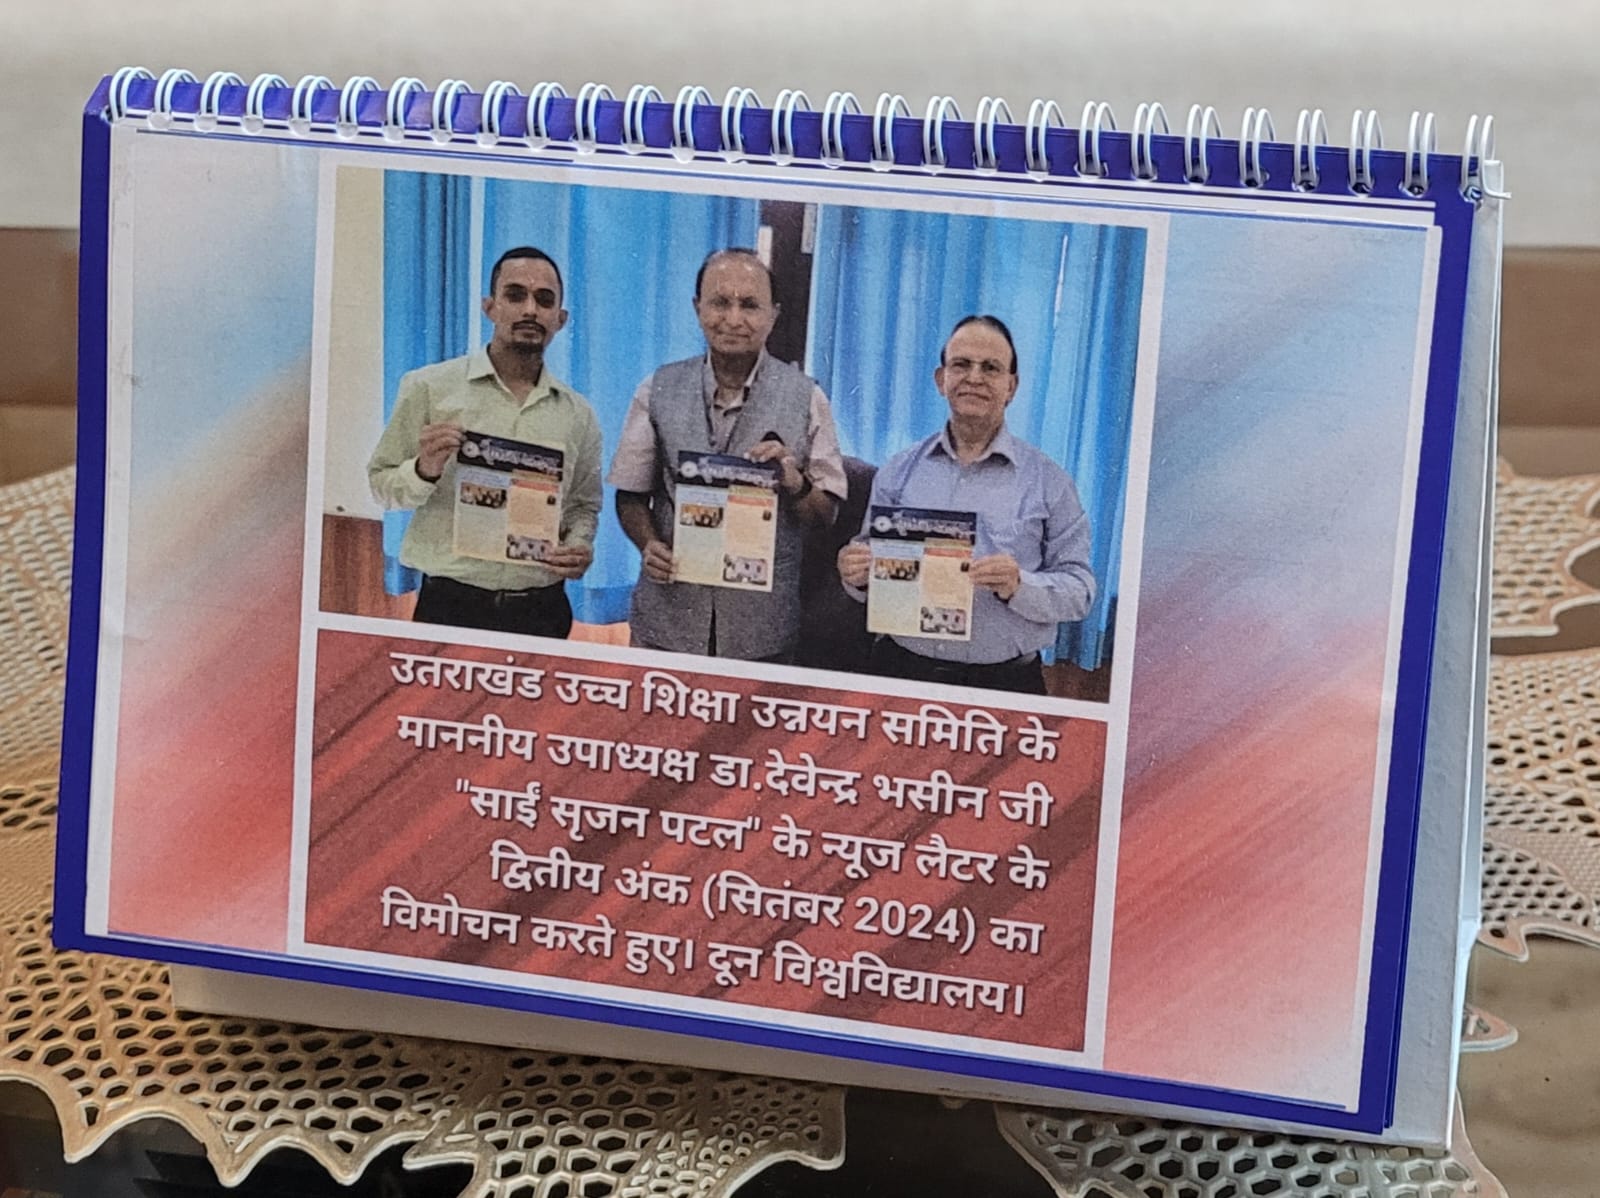 उतराखंड उच्च शिक्षा उन्नयन समिति के
माननीय उपाध्यक्ष डा.देवेन्द्र भसीन जी
"साईं सृजन पटल" के न्यूज लैटर के
द्वितीय अंक (सितंबर 2024) का
विमोचन करते हुए। दून विश्वविद्यालय।